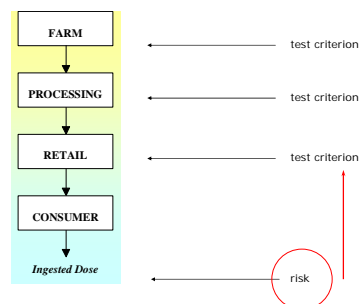 FARM
test criterion
PROCESSING
test criterion
RETAIL
test criterion
CONSUMER
Ingested Dose
risk